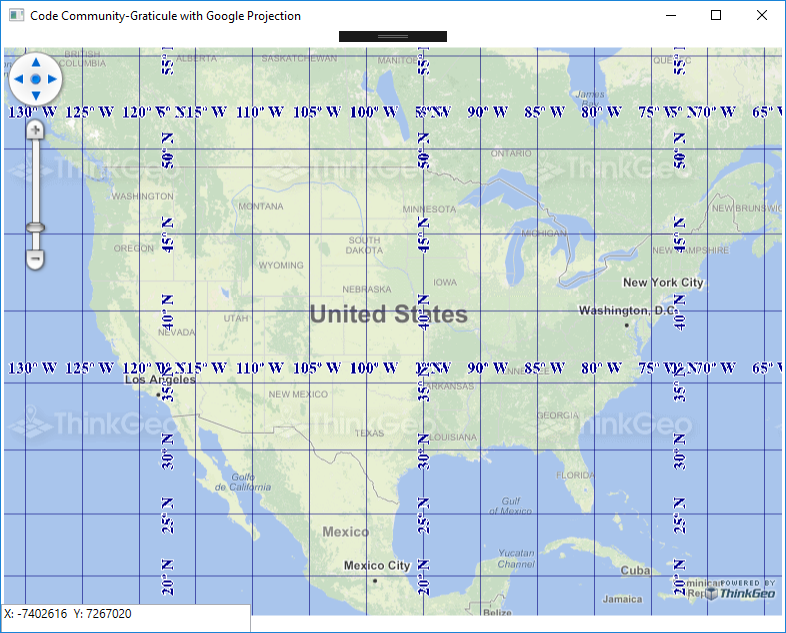 Code Community-Graticule with Google Projection
BRITISH COLUMBIA
ALBERTA
SASKATCHEWAN
MANITO
QUE
55° N
55° N
55° N
James Bay
130° W 125° W 120° W 115° W 110° W 105° W 100° W 95° W 90° W 85° W 80° W 75° W 70° W 65°
50° N
50° N
50° N
ONTARIO
ThinkGeo
ThinkGeo
ThinkGeo
WASHINGTON
MONTANA
MINNESOTA
NEW BRUNSWIC
45° N
45° N
45° N
MICHIGAN
OREGON
SOUTH DAKOTA
NEW HAMPSHIRE
WYOMING
IOWA
New York City
NEBRASKA
United States
Washington, D.C.
UTAH
NEVADA
40° N
40° N
40° N
130° W 125° W 120° W 115° W 110° W 105° W 100° W 95° W 90° W 85° W 80° W 75° W 70° W 65°
Los Angeles
35° N
35° N
35° N
ARKANSAS
NEW MEXICO
GEORGIA
ThinkGeo
ThinkGeo
ThinkGeo
TEXAS
LOUISIANA
30° N
30° N
30° N
FLORIDA
Golfo de California
Gulf of Mexico
25° N
25° N
25° N
Mexico
Yucatan Channel
Mexico City
Cuba
20° N
20° N
20° N
Jamaica
Belize
POWERED BY
ThinkGeo
X: -7402616 Y: 7267020